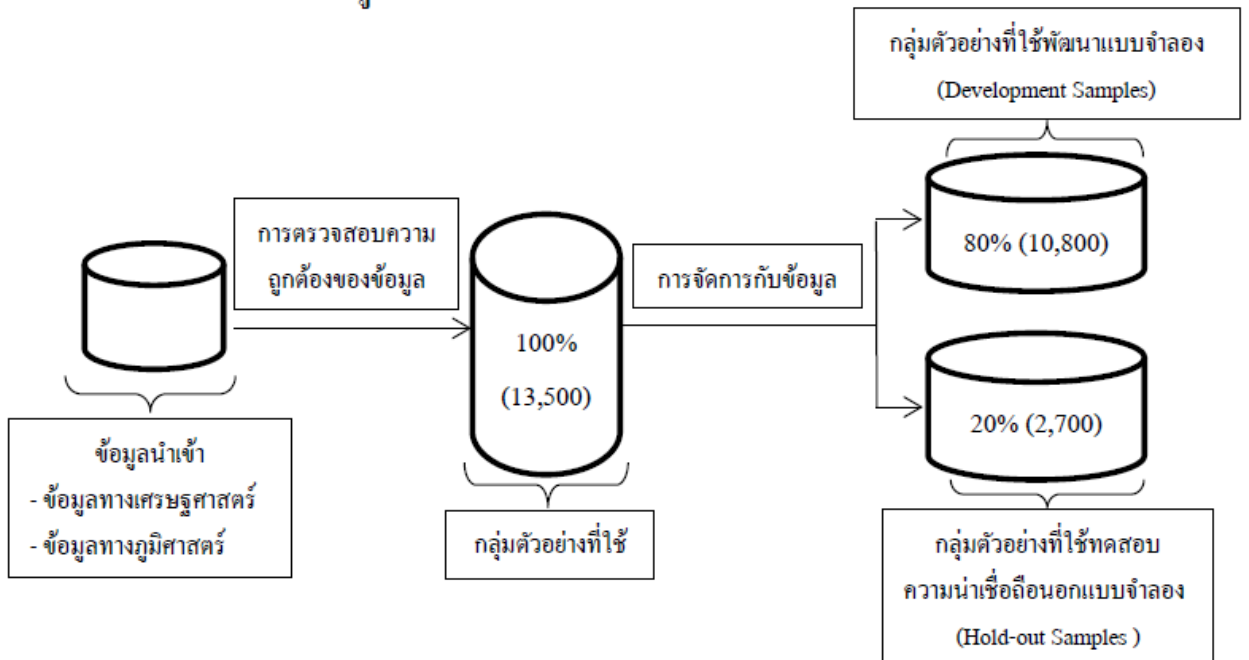 กลุ่มตัวอย่างที่ใช้พัฒนาแบบจำลอง
(Development Samples)
การตรวจสอบความ
ถูกต้องของข้อมูล
การจัดการกับข้อมูล
80% (10,800)
100%
(13,500)
20% (2,700)
ข้อมูลนำเข้า
- ข้อมูลทางเศรษฐศาสตร์
- ข้อมูลทางภูมิศาสตร์
กลุ่มตัวอย่างที่ใช้
กลุ่มตัวอย่างที่ใช้ทดสอบ
ความน่าเชื่อถือนอกแบบจำลอง
(Hold-out Samples )